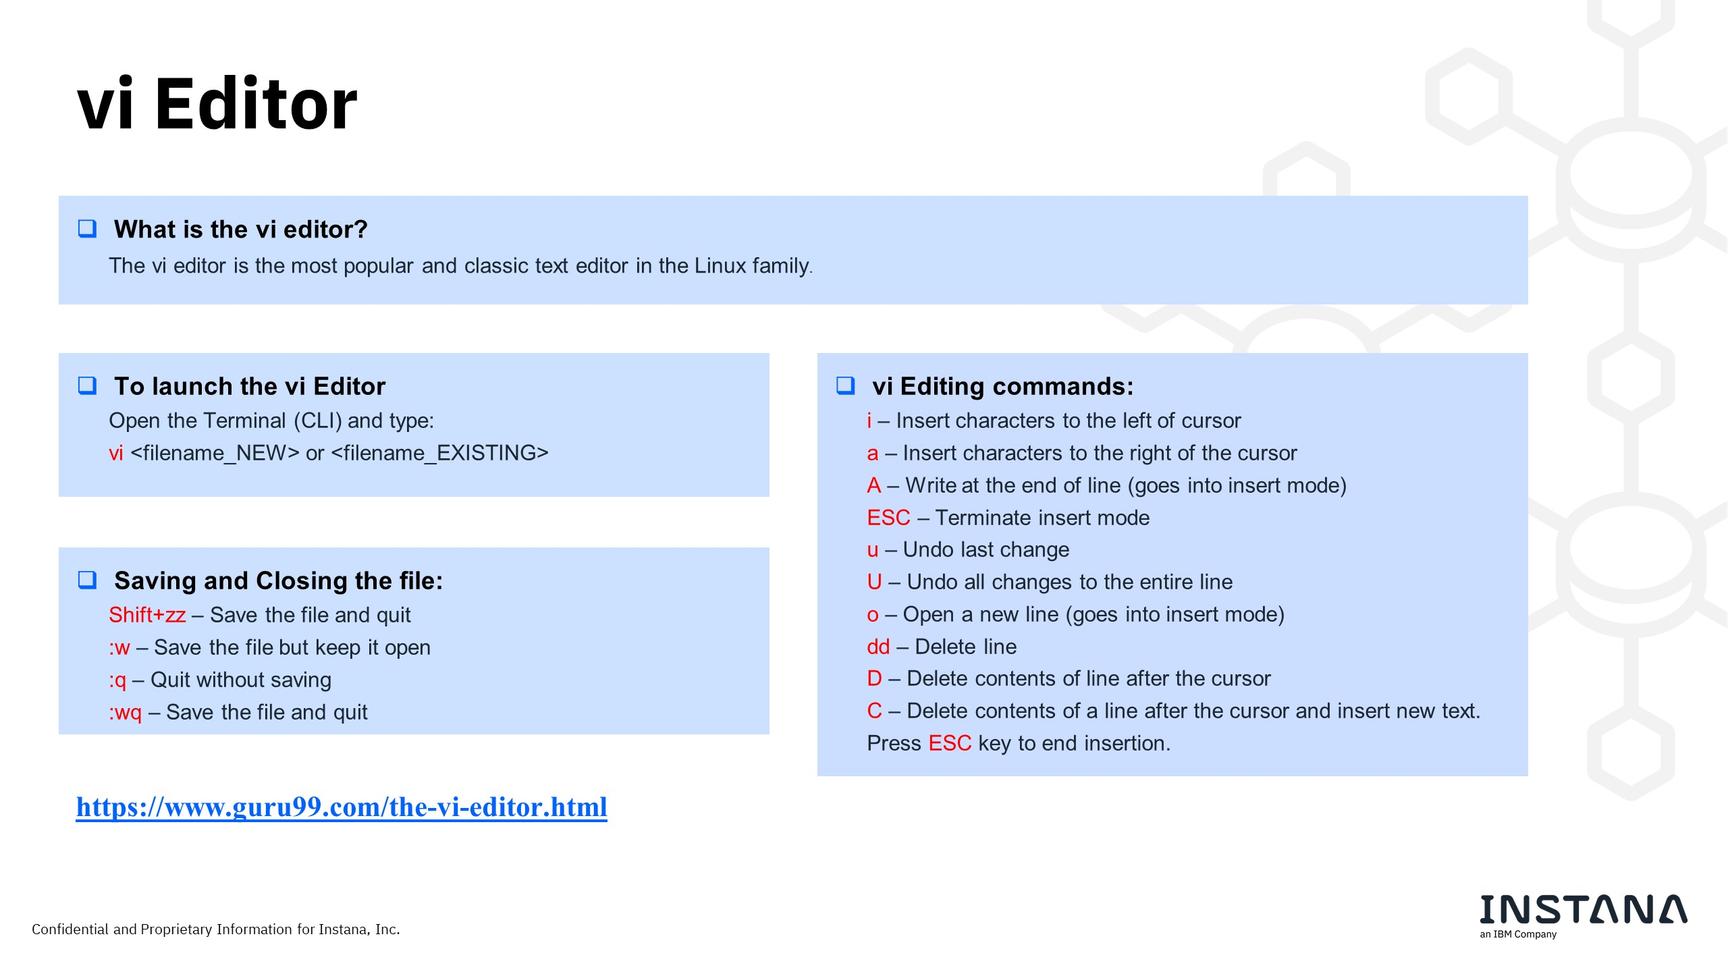 vi Editor
❑ What is the vi editor?
The vi editor is the most popular and classic text editor in the Linux family.
❑ To launch the vi Editor
Open the Terminal (CLI) and type:
vi <filename_NEW> or <filename_EXISTING>
❑ Saving and Closing the file:
Shift+zz – Save the file and quit
:w – Save the file but keep it open
:q – Quit without saving
:wq – Save the file and quit
❑ vi Editing commands:
i – Insert characters to the left of cursor
a – Insert characters to the right of the cursor
A – Write at the end of line (goes into insert mode)
ESC – Terminate insert mode
u – Undo last change
U – Undo all changes to the entire line
o – Open a new line (goes into insert mode)
dd – Delete line
D – Delete contents of line after the cursor
C – Delete contents of a line after the cursor and insert new text.
Press ESC key to end insertion.
https://www.guru99.com/the-vi-editor.html
Confidential and Proprietary Information for Instana, Inc.
INSTANA
an IBM Company